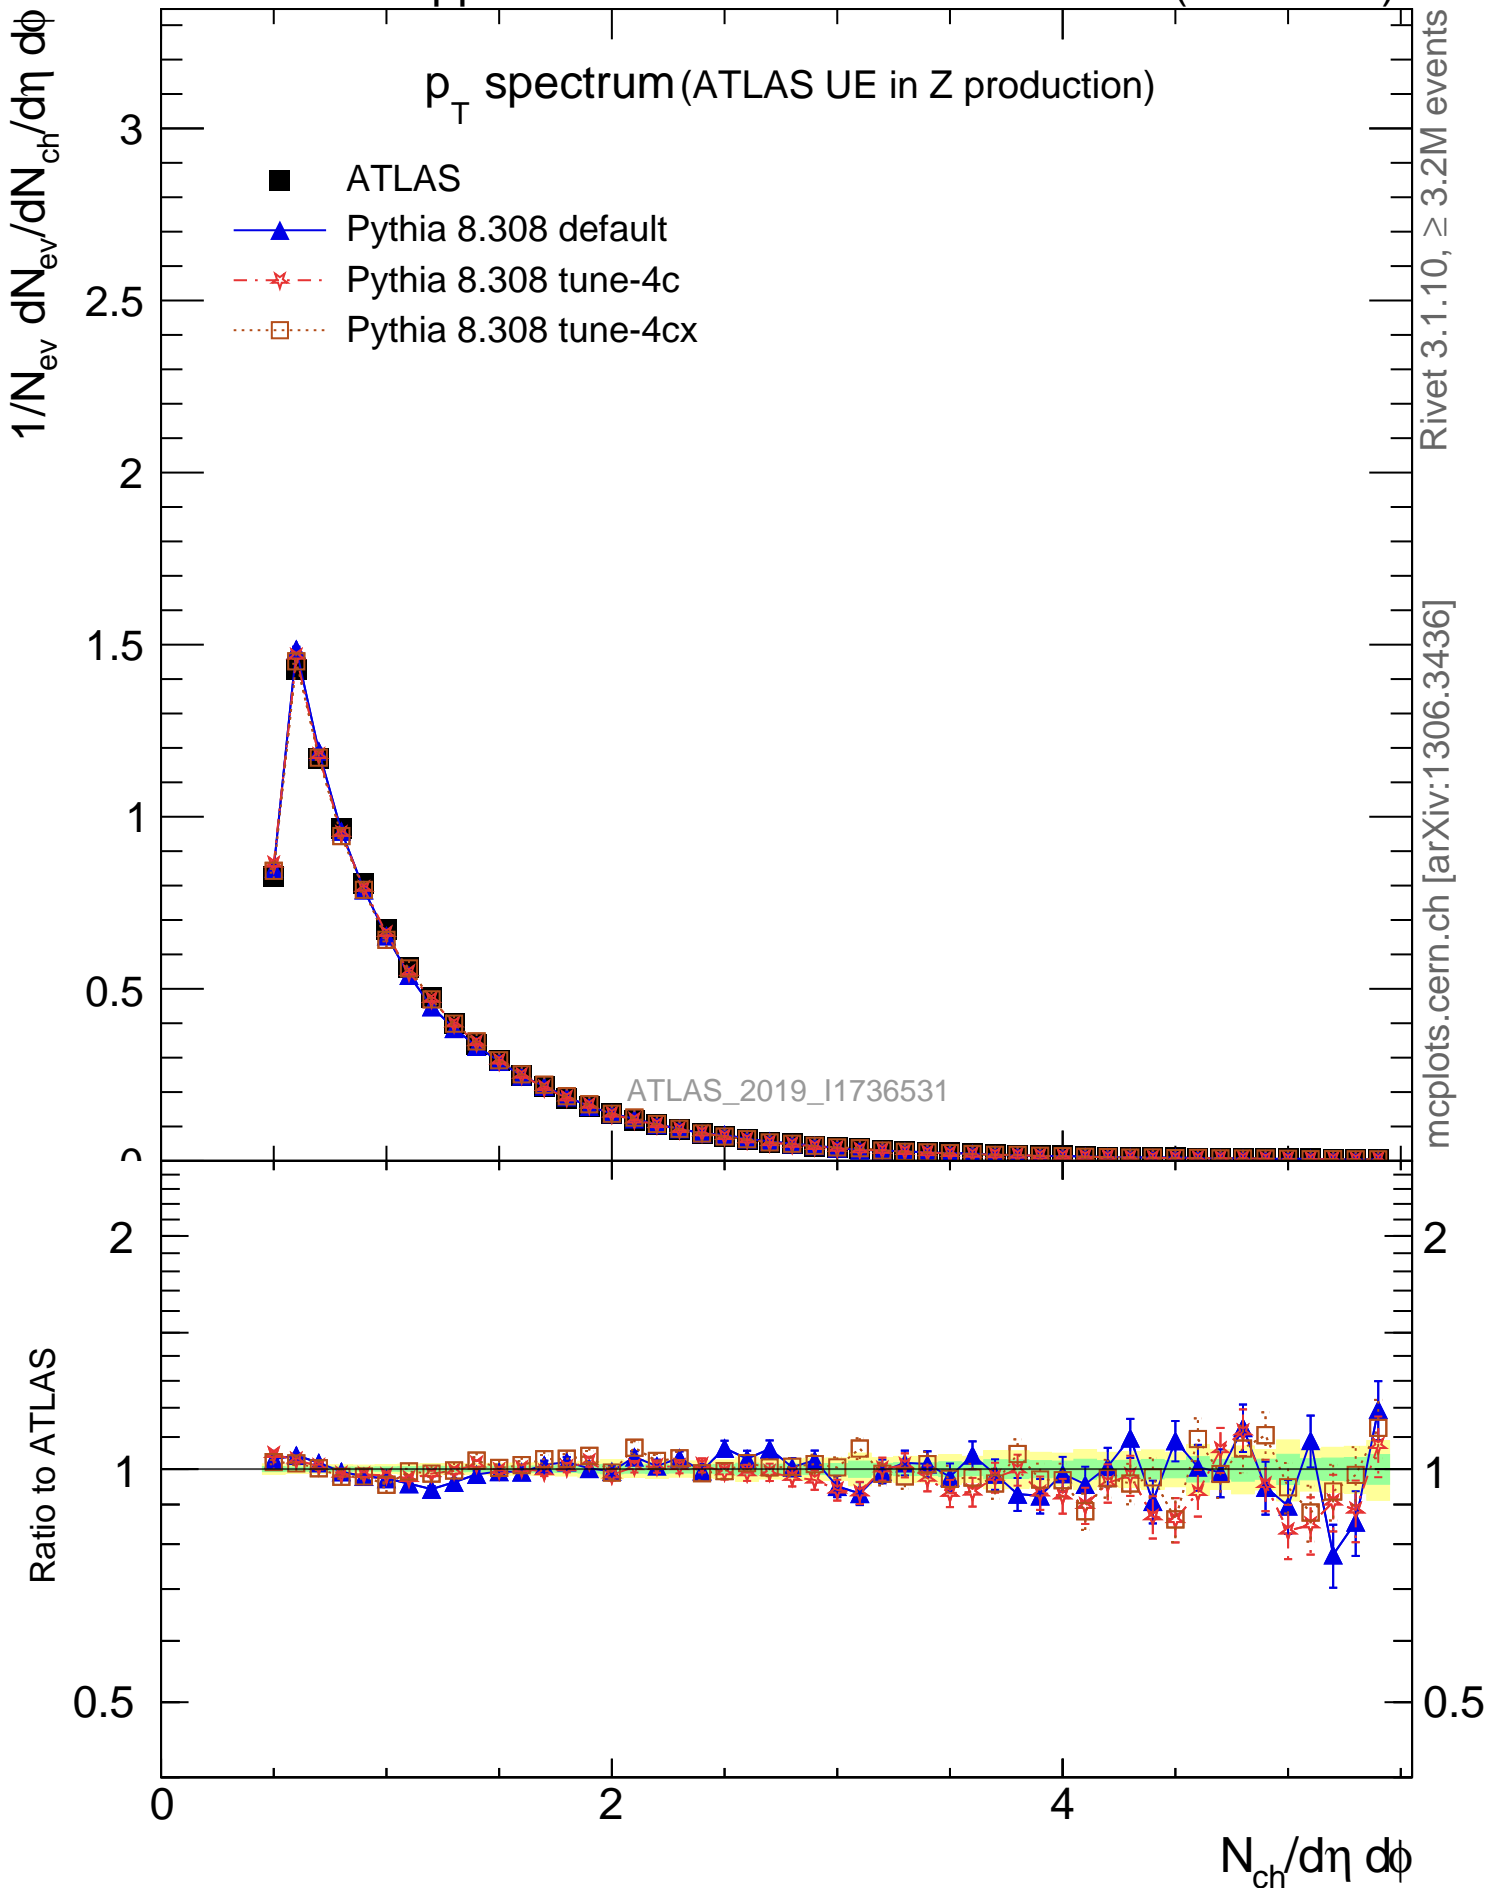 p_T spectrum (ATLAS UE in Z production)
ATLAS
Pythia 8.308 default
Pythia 8.308 tune-4c
Pythia 8.308 tune-4cx
1/N_ev dN_ev/dN_ch/dη dϕ
3
2.5
2
1.5
1
0.5
0
ATLAS_2019_I1736531
Rivet 3.1.10, ≥ 3.2M events
mcplots.cern.ch [arXiv:1306.3436]
Ratio to ATLAS
2
1
0.5
2
1
0.5
0
2
4
N_ch/dη dϕ